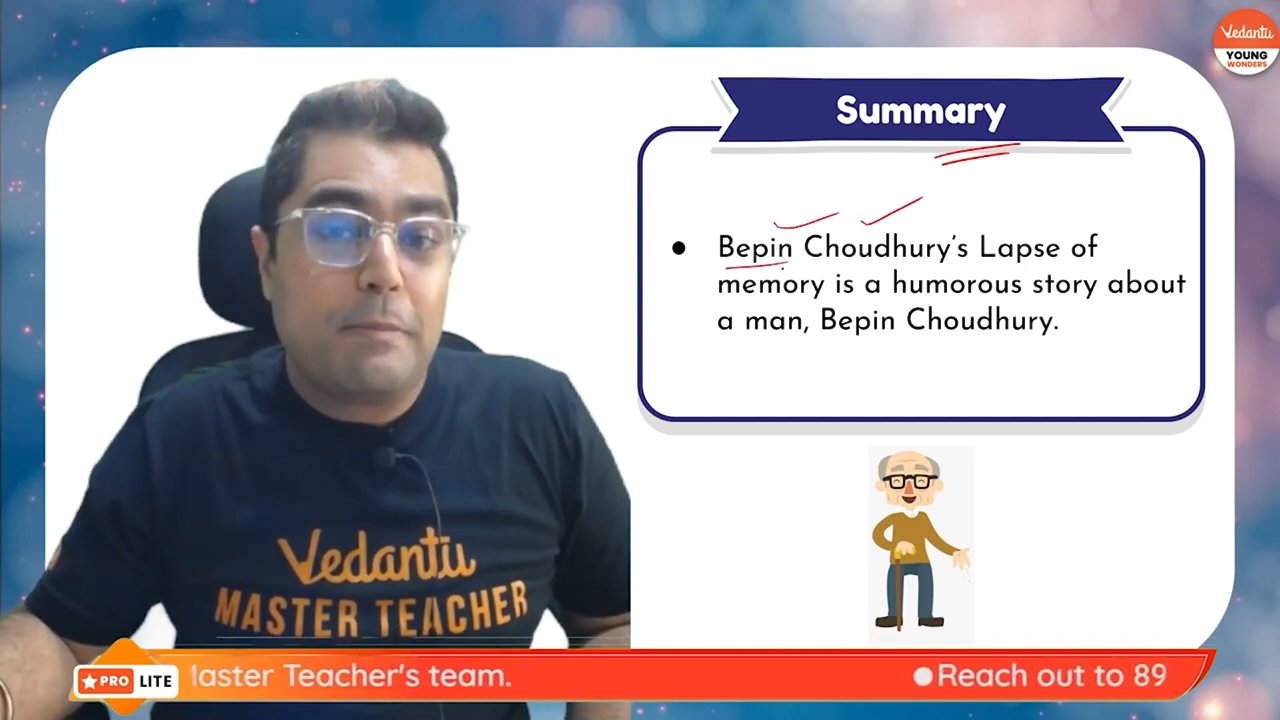 Vedantu
YOUNG
WONDERS
Summary
● Bepin Choudhury's Lapse of
memory is a humorous story about
a man, Bepin Choudhury.
Vedantu
MASTER TEACHER
PRO LITE
Master Teacher's team.
●Reach out to 89